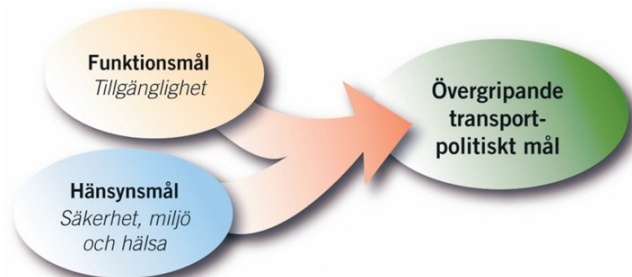 Funktionsmål
Tillgänglighet
Hänsynsmål
Säkerhet, miljö
och hälsa
Övergripande
transport-
politiskt mål